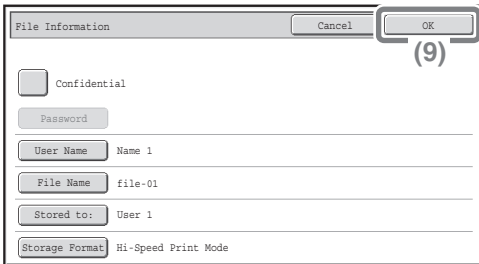 File Information Cancel OK
(9)
Confidential
Password
User Name Name 1
File Name file-01
Stored to: User 1
Storage Format Hi-Speed Print Mode